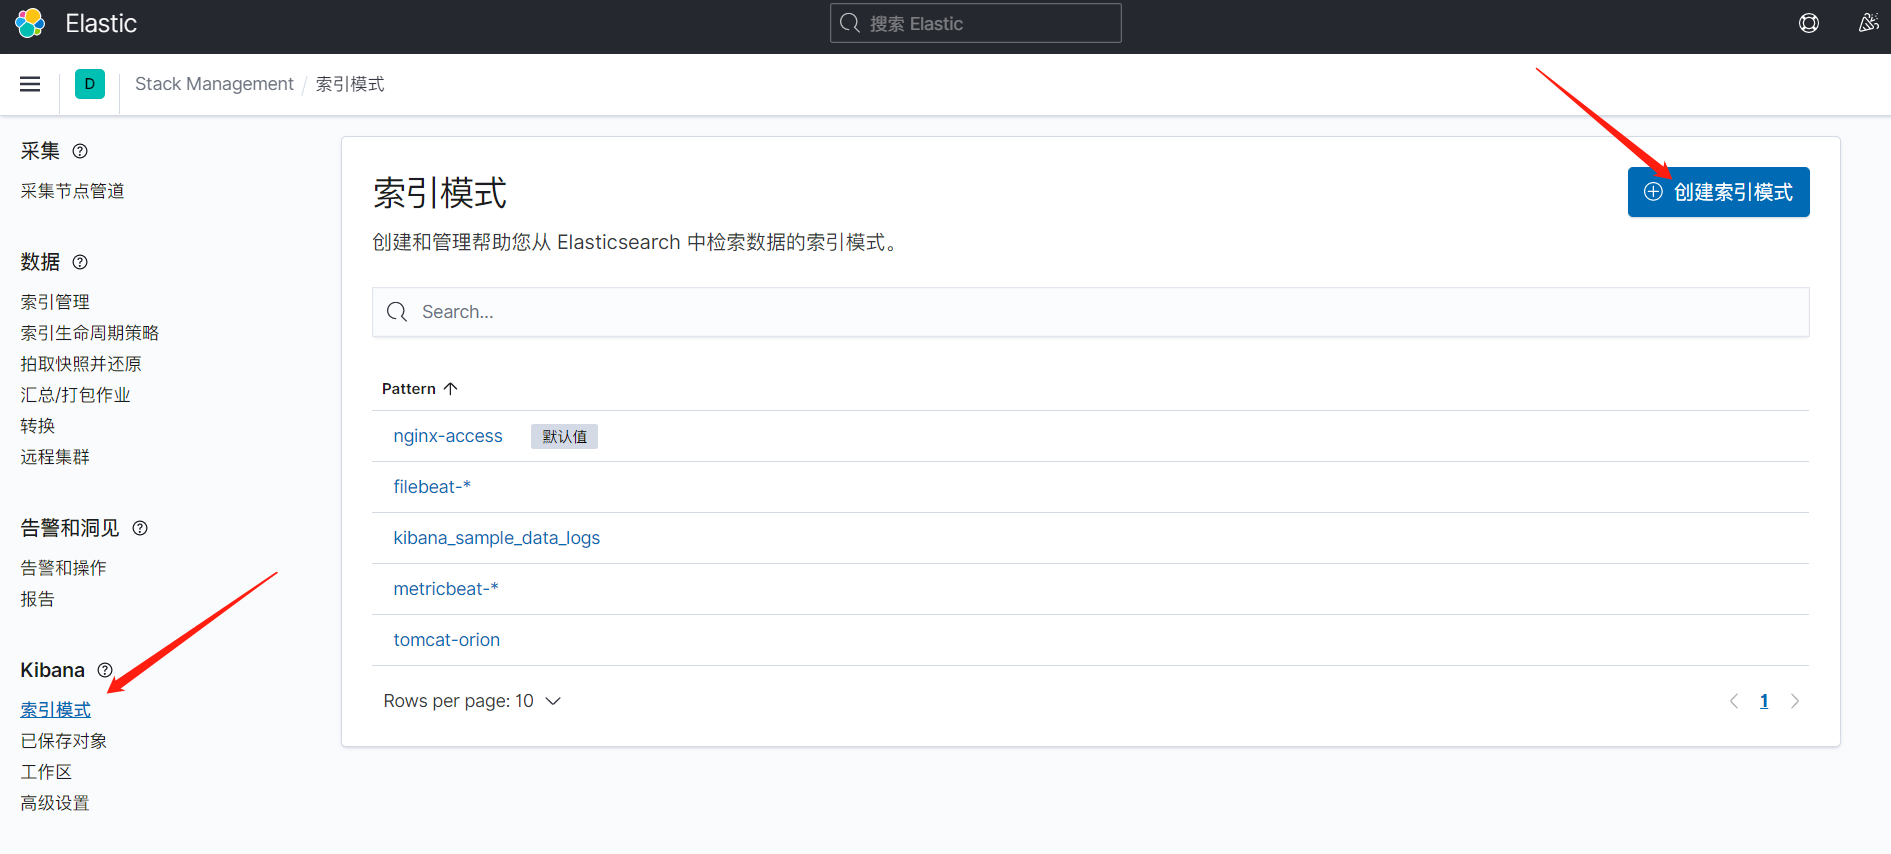 Elastic
搜索 Elastic
D
Stack Management / 索引模式
采集
采集节点管道
数据
索引管理
索引生命周期策略
拍取快照并还原
汇总/打包作业
转换
远程集群
告警和洞见
告警和操作
报告
Kibana
索引模式
已保存对象
工作区
高级设置
索引模式
创建索引模式
创建和管理帮助您从 Elasticsearch 中检索数据的索引模式。
Search...
Pattern
nginx-access 默认值
filebeat-*
kibana_sample_data_logs
metricbeat-*
tomcat-orion
Rows per page: 10
1